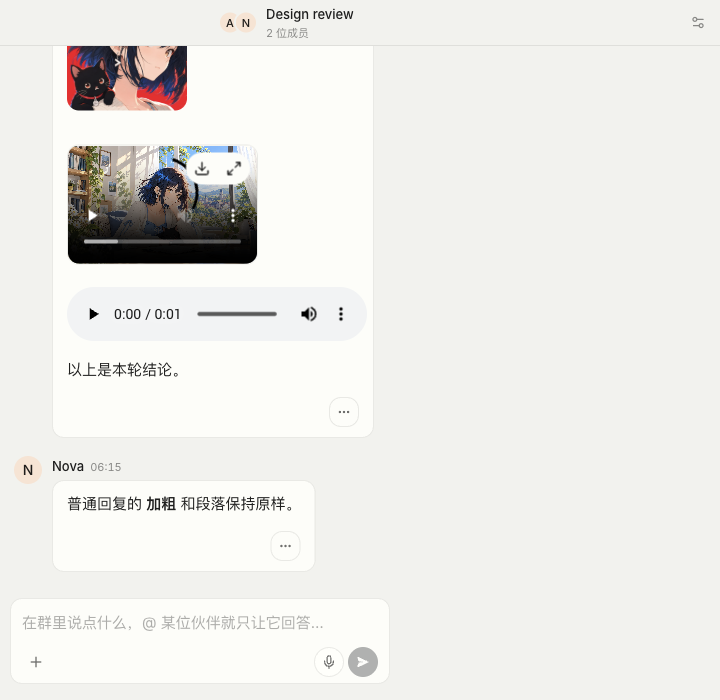 A N
Design review
2 位成员
0:00 / 0:01
以上是本轮结论。
N
Nova 06:15
普通回复的 加粗 和段落保持原样。
在群里说点什么，@ 某位伙伴就只让它回答...